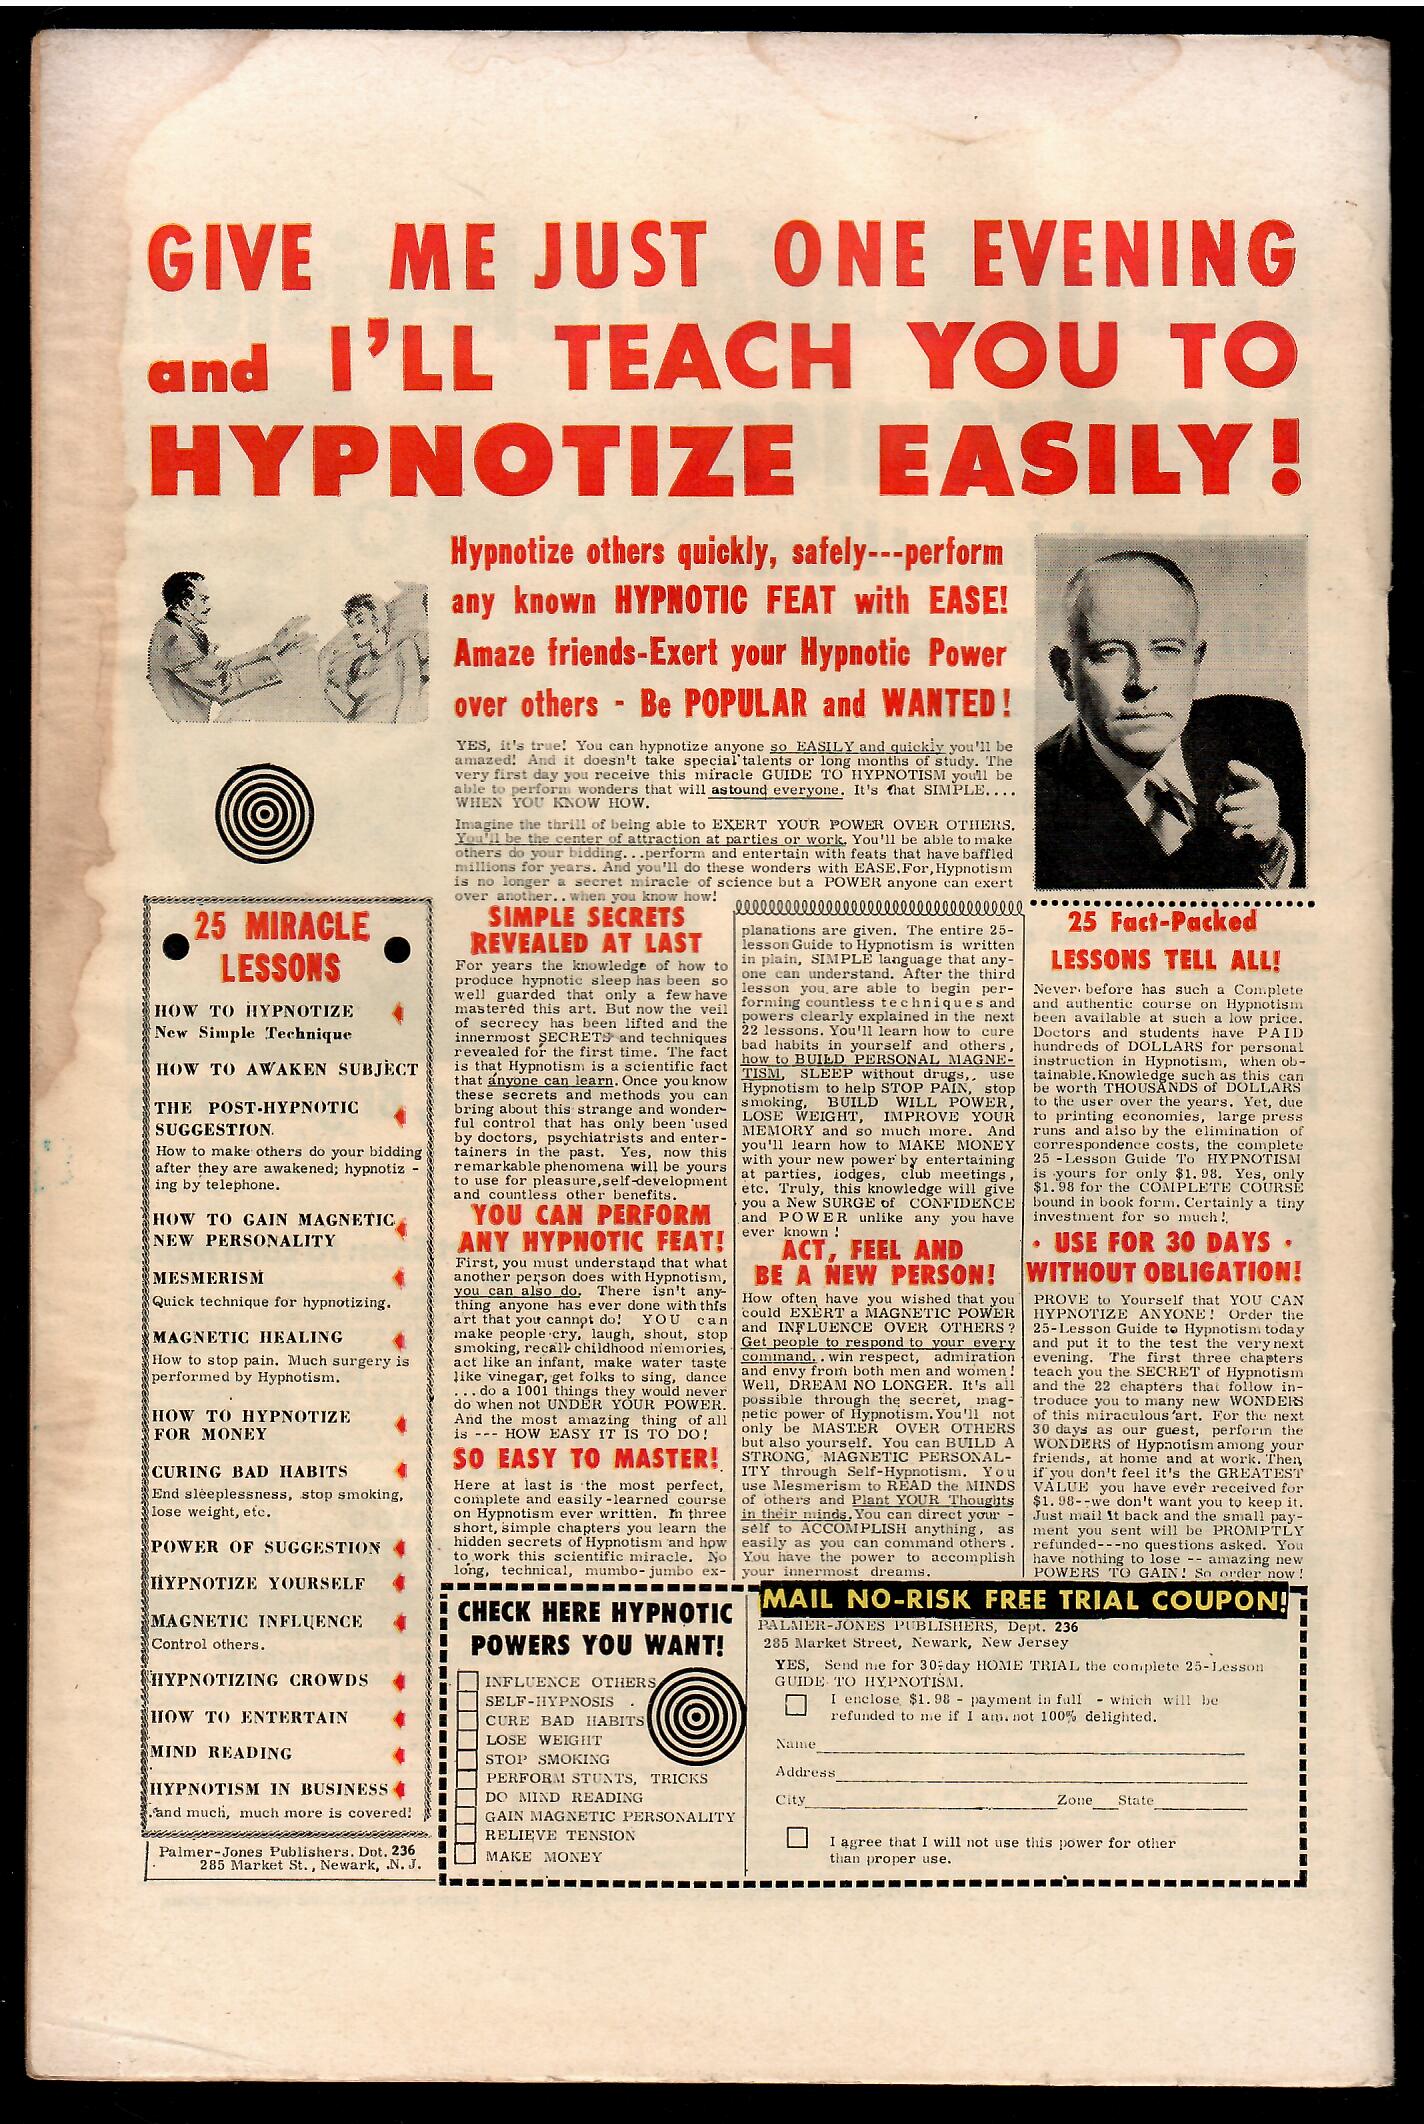 GIVE ME JUST ONE EVENING
and I'LL TEACH YOU TO
HYPNOTIZE EASILY!
Hypnotize others quickly, safely---perform
any known HYPNOTIC FEAT with EASE!
Amaze friends-Exert your Hypnotic Power
over others - Be POPULAR and WANTED!
YES, it's true! You can hypnotize anyone so EASILY and quickly you'll be
amazed! And it doesn't take special talents or long months of study. The
very first day you receive this miracle GUIDE TO HYPNOTISM you'll be
able to perform wonders that will astound everyone. It's that SIMPLE....
WHEN YOU KNOW HOW.
Imagine the thrill of being able to EXERT YOUR POWER OVER OTHERS.
You'll be the center of attraction at parties or work. You'll be able to make
others do your bidding...perform and entertain with feats that have baffled
millions for years. And you'll do these wonders with EASE.For,Hypnotism
is no longer a secret miracle of science but a POWER anyone can exert
over another..when you know how!
25 MIRACLE
LESSONS
HOW TO HYPNOTIZE
New Simple Technique
HOW TO AWAKEN SUBJECT
THE POST-HYPNOTIC
SUGGESTION.
How to make others do your bidding
after they are awakened; hypnotiz -
ing by telephone.
HOW TO GAIN MAGNETIC
NEW PERSONALITY
MESMERISM
Quick technique for hypnotizing.
MAGNETIC HEALING
How to stop pain. Much surgery is
performed by Hypnotism.
HOW TO HYPNOTIZE
FOR MONEY
CURING BAD HABITS
End sleeplessness, stop smoking,
lose weight, etc.
POWER OF SUGGESTION
HYPNOTIZE YOURSELF
MAGNETIC INFLUENCE
Control others.
HYPNOTIZING CROWDS
HOW TO ENTERTAIN
MIND READING
HYPNOTISM IN BUSINESS
.and much, much more is covered!
Palmer-Jones Publishers. Dpt. 236
285 Market St., Newark, .N. J.
SIMPLE SECRETS
REVEALED AT LAST
For years the knowledge of how to
produce hypnotic sleep has been so
well guarded that only a few have
mastered this art. But now the veil
of secrecy has been lifted and the
innermost SECRETS and techniques
revealed for the first time. The fact
is that Hypnotism is a scientific fact
that anyone can learn. Once you know
these secrets and methods you can
bring about this strange and wonder-
ful control that has only been used
by doctors, psychiatrists and enter-
tainers in the past. Yes, now this
remarkable phenomena will be yours
to use for pleasure,self-development
and countless other benefits.
YOU CAN PERFORM
ANY HYPNOTIC FEAT!
First, you must understand that what
another person does with Hypnotism,
you can also do. There isn't any-
thing anyone has ever done with this
art that you cannot do! YOU can
make people cry, laugh, shout, stop
smoking, recall childhood memories,
act like an infant, make water taste
like vinegar, get folks to sing, dance
...do a 1001 things they would never
do when not UNDER YOUR POWER.
And the most amazing thing of all
is --- HOW EASY IT IS TO DO!
SO EASY TO MASTER!
Here at last is the most perfect,
complete and easily-learned course
on Hypnotism ever written. In three
short, simple chapters you learn the
hidden secrets of Hypnotism and how
to work this scientific miracle. No
long, technical, mumbo-jumbo ex-
planations are given. The entire 25-
lesson Guide to Hypnotism is written
in plain, SIMPLE language that any-
one can understand. After the third
lesson you are able to begin per-
forming countless techniques and
powers clearly explained in the next
22 lessons. You'll learn how to cure
bad habits in yourself and others,
how to BUILD PERSONAL MAGNE-
TISM, SLEEP without drugs,. use
Hypnotism to help STOP PAIN, stop
smoking, BUILD WILL POWER,
LOSE WEIGHT, IMPROVE YOUR
MEMORY and so much more. And
you'll learn how to MAKE MONEY
with your new power by entertaining
at parties, lodges, club meetings,
etc. Truly, this knowledge will give
you a New SURGE of CONFIDENCE
and POWER unlike any you have
ever known!
ACT, FEEL AND
BE A NEW PERSON!
How often have you wished that you
could EXERT a MAGNETIC POWER
and INFLUENCE OVER OTHERS?
Get people to respond to your every
command.. win respect, admiration
and envy from both men and women!
Well, DREAM NO LONGER. It's all
possible through the secret, mag-
netic power of Hypnotism. You'll not
only be MASTER OVER OTHERS
but also yourself. You can BUILD A
STRONG, MAGNETIC PERSONAL-
ITY through Self-Hypnotism. You
use Mesmerism to READ the MINDS
of others and Plant YOUR Thoughts
in their minds. You can direct your -
self to ACCOMPLISH anything, as
easily as you can command others.
You have the power to accomplish
your innermost dreams.
25 Fact-Packed
LESSONS TELL ALL!
Never before has such a Complete
and authentic course on Hypnotism
been available at such a low price.
Doctors and students have PAID
hundreds of DOLLARS for personal
instruction in Hypnotism, when ob-
tainable. Knowledge such as this can
be worth THOUSANDS of DOLLARS
to the user over the years. Yet, due
to printing economies, large press
runs and also by the elimination of
correspondence costs, the complete
25 -Lesson Guide To HYPNOTISM
is yours for only $1.98. Yes, only
$1.98 for the COMPLETE COURSE
bound in book form. Certainly a tiny
investment for so much!
· USE FOR 30 DAYS ·
WITHOUT OBLIGATION!
PROVE to Yourself that YOU CAN
HYPNOTIZE ANYONE! Order the
25-Lesson Guide to Hypnotism today
and put it to the test the very next
evening. The first three chapters
teach you the SECRET of Hypnotism
and the 22 chapters that follow in-
troduce you to many new WONDERS
of this miraculous art. For the next
30 days as our guest, perform the
WONDERS of Hypnotism among your
friends, at home and at work. Then,
if you don't feel it's the GREATEST
VALUE you have ever received for
$1.98--we don't want you to keep it.
Just mail it back and the small pay-
ment you sent will be PROMPTLY
refunded---no questions asked. You
have nothing to lose -- amazing new
POWERS TO GAIN! So order now!
CHECK HERE HYPNOTIC
POWERS YOU WANT!
INFLUENCE OTHERS
SELF-HYPNOSIS
CURE BAD HABITS
LOSE WEIGHT
STOP SMOKING
PERFORM STUNTS, TRICKS
DO MIND READING
GAIN MAGNETIC PERSONALITY
RELIEVE TENSION
MAKE MONEY
MAIL NO-RISK FREE TRIAL COUPON!
PALMER-JONES PUBLISHERS, Dept. 236
285 Market Street, Newark, New Jersey
YES, Send me for 30-day HOME TRIAL the complete 25-Lesson
GUIDE TO HYPNOTISM.
I enclose $1.98 - payment in full - which will be
refunded to me if I am not 100% delighted.
Name
Address
City Zone State
I agree that I will not use this power for other
than proper use.